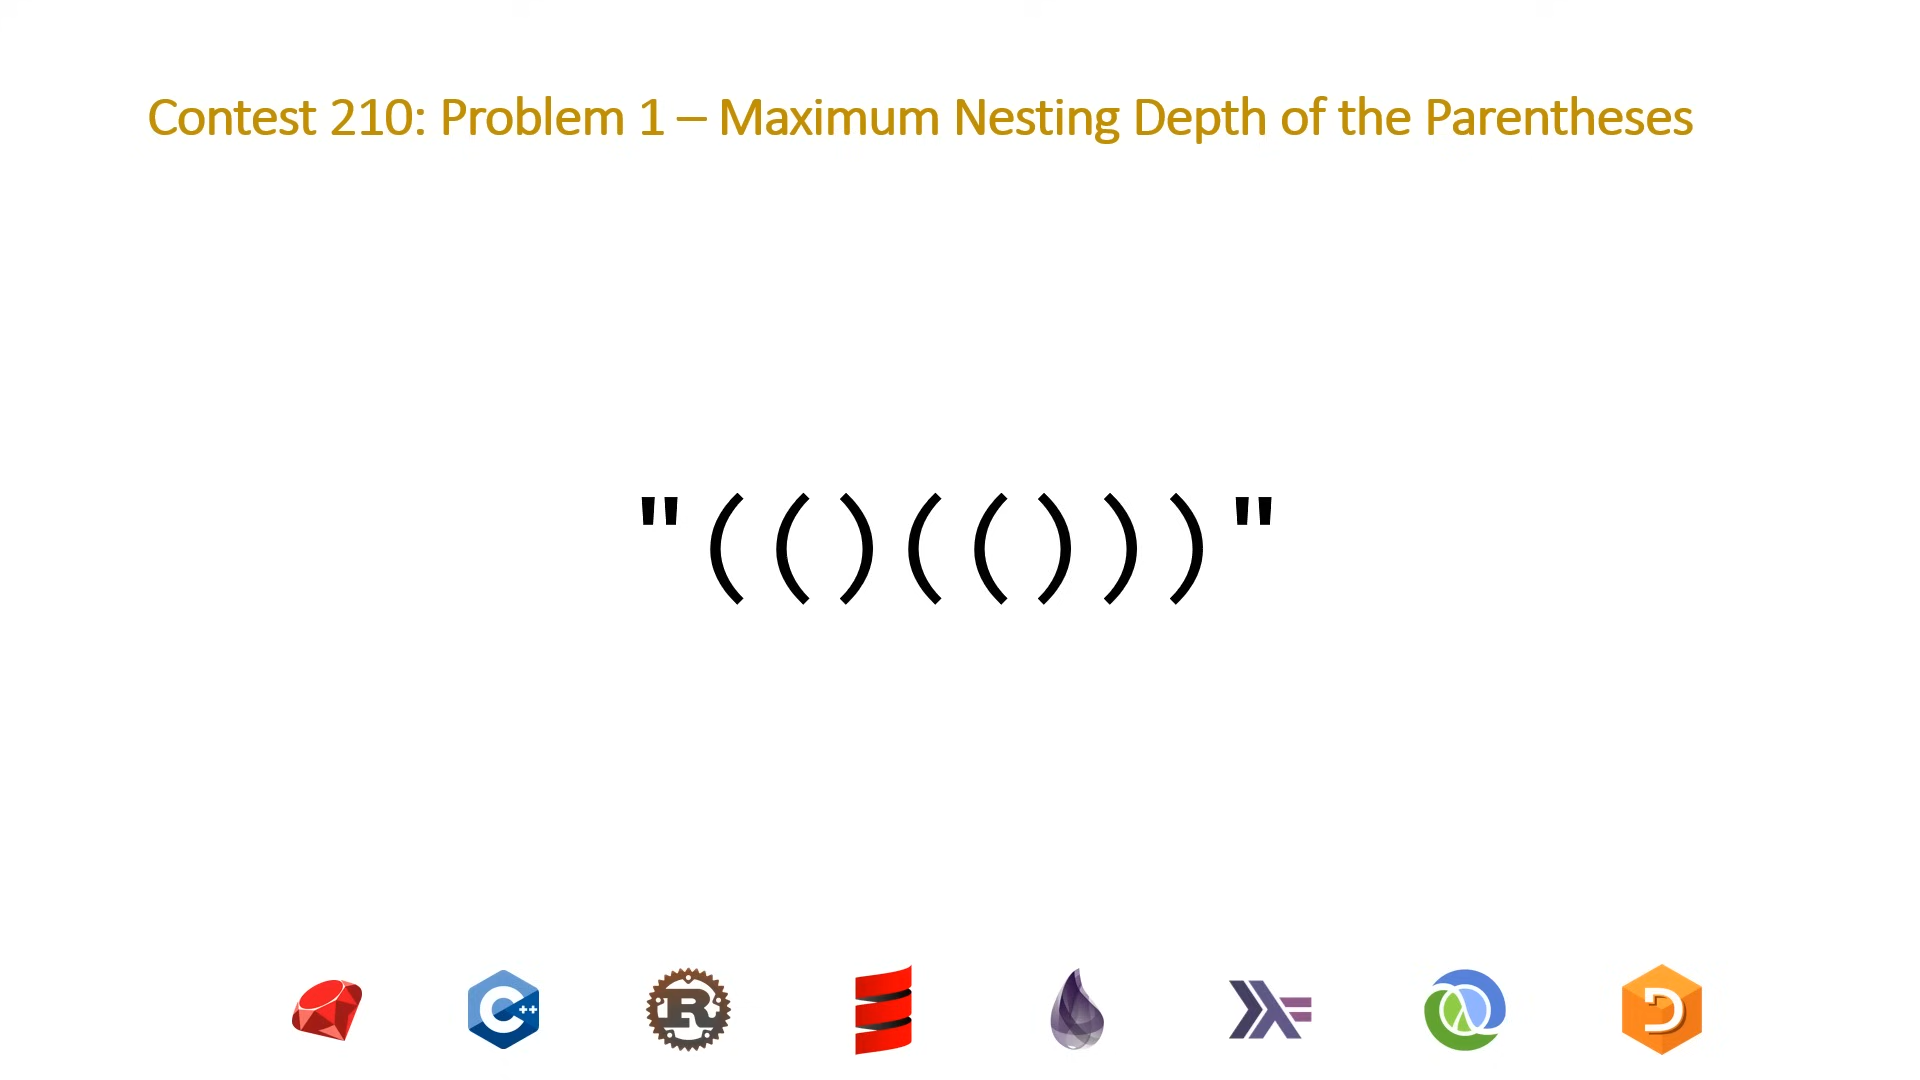 Contest 210: Problem 1 – Maximum Nesting Depth of the Parentheses
"(()(()))"
C++
R
D